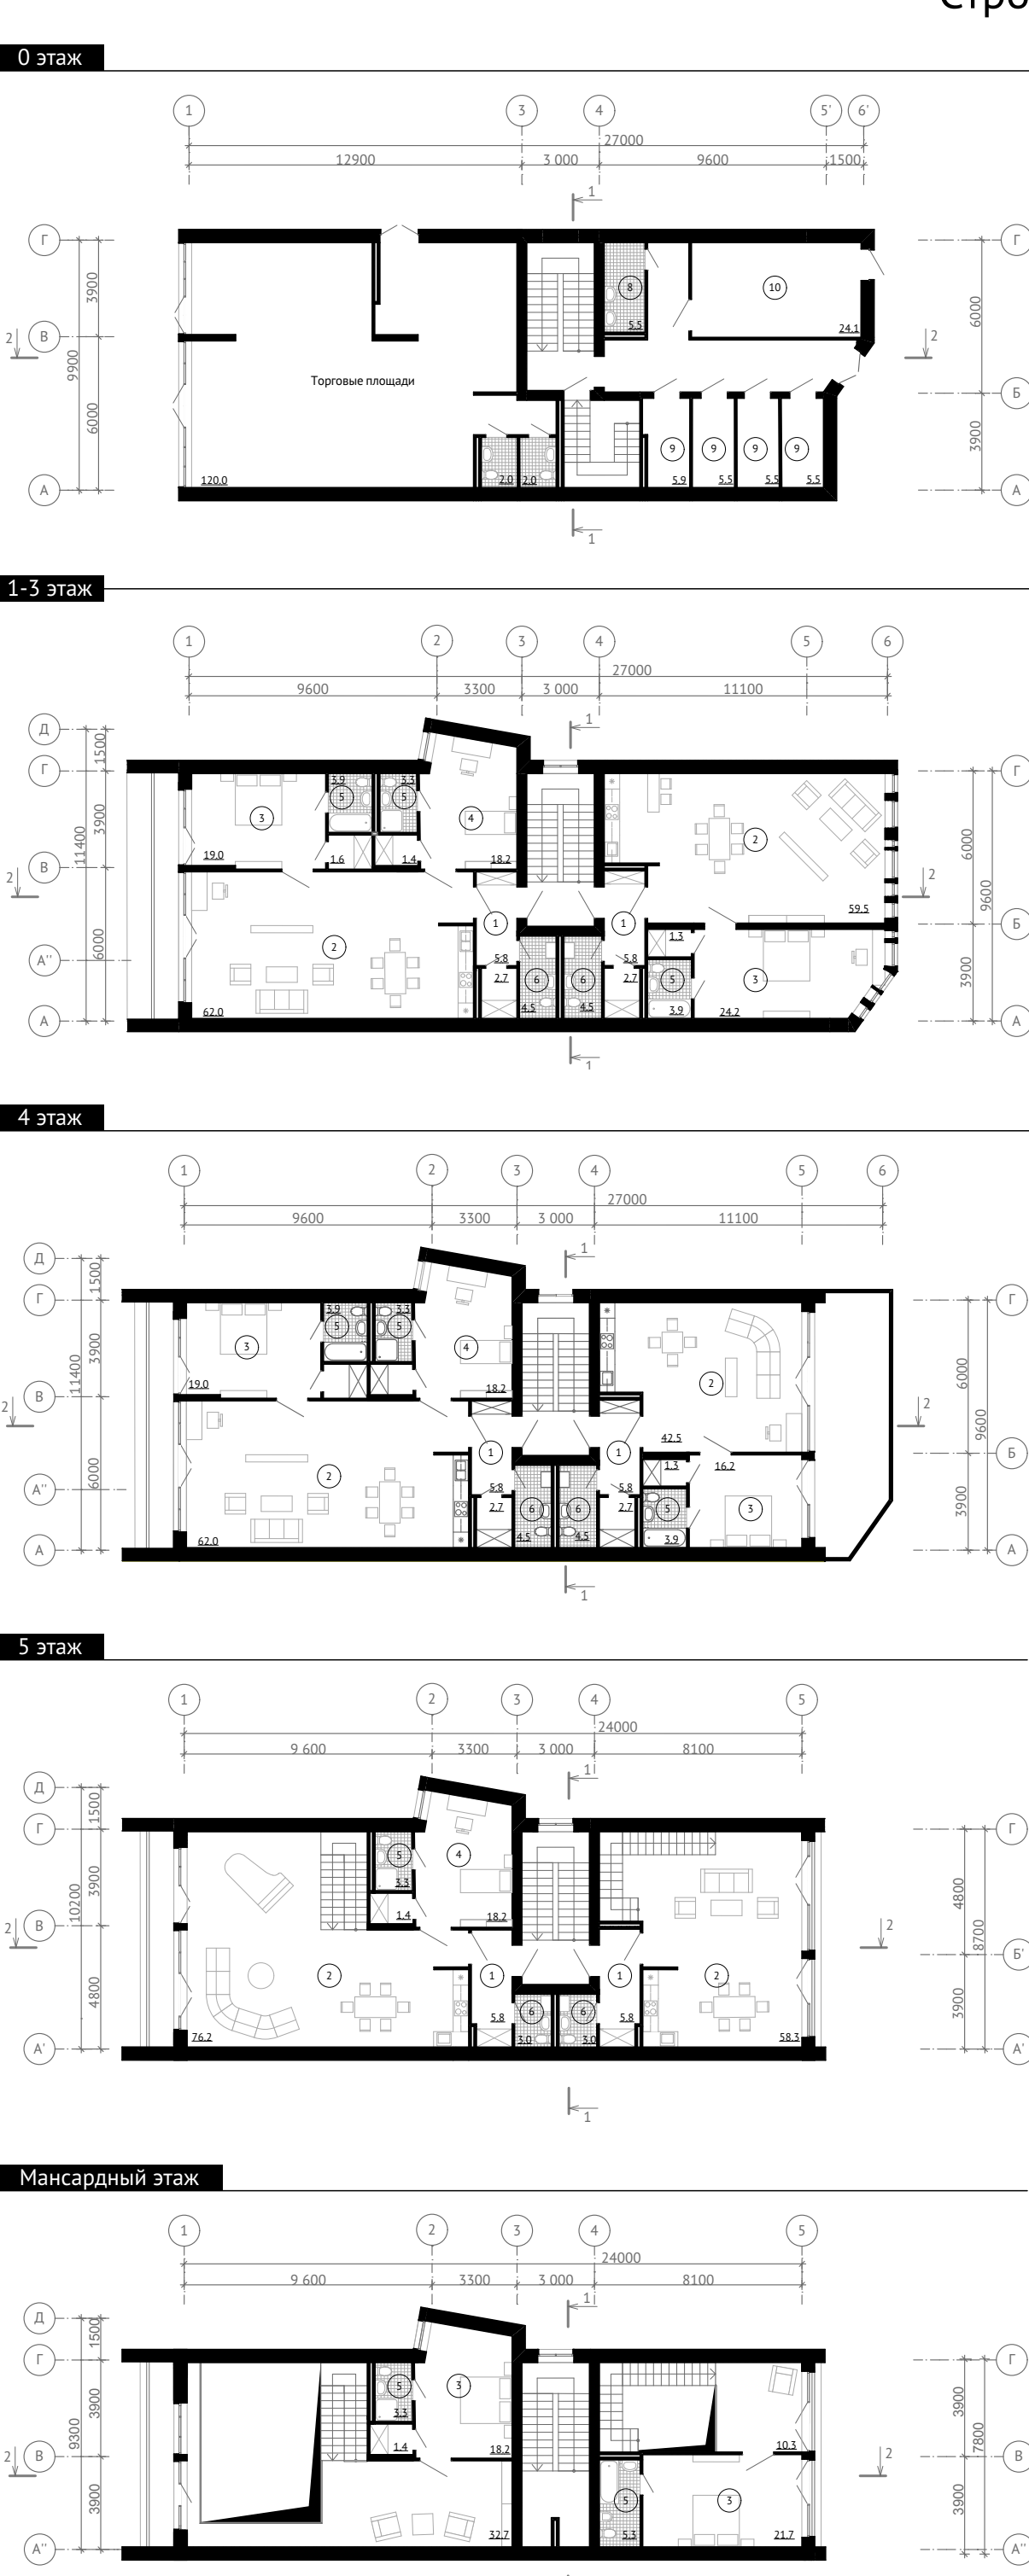 Стро
0 этаж
1 3 4 5' 6'
27000
12900 3 000 9600 1500
1
Г Г
3900 8 10 6000
5.5 24.1
2 В 2
9900
Торговые площади
Б
6000 3900
9 9 9 9
120.0 2.0 2.0 5.9 5.5 5.5 5.5
А А
1
1-3 этаж
1 2 3 4 5 6
27000
9600 3300 3 000 11100
1
Д
1500
Г Г
3.9 3.3
5 5
3 4 2
3900 6000
11400
19.0 1.6 1.4 18.2
2 В 2
9600
59.5
1 1 Б
6000 1.3
А'' 2 5.8 5.8
2.7 6 6 2.7 5 3 3900
62.0 4.5 4.5 3.9 24.2
А А
1
4 этаж
1 2 3 4 5 6
27000
9600 3300 3 000 11100
1
Д
1500
Г Г
3.9 3.3
5 5
3 4
3900 6000
11400
19.0 18.2 2
2 В 2
9600
42.5
1 1 Б
1.3 16.2
6000 2
А'' 5.8 5.8
2.7 6 6 2.7 5 3 3900
62.0 4.5 4.5 3.9
А А
1
5 этаж
1 2 3 4 5
24000
9 600 3300 3 000 8100
1
Д
1500
Г Г
5 4
3900 3.3 4800
10200
1.4 18.2
2 В 2
8700
Б'
2 1 1 2
4800 3900
5.8 6 6 5.8
76.2 3.0 3.0 58.3
А' А'
1
Мансардный этаж
1 2 3 4 5
24000
9 600 3300 3 000 8100
1
Д
1500
Г Г
5 3
3900 3.3 3900
9300 7800
1.4 18.2 10.3
2 В 2 В
3900 5 3 3900
32.7 5.3 21.7
А'' А''